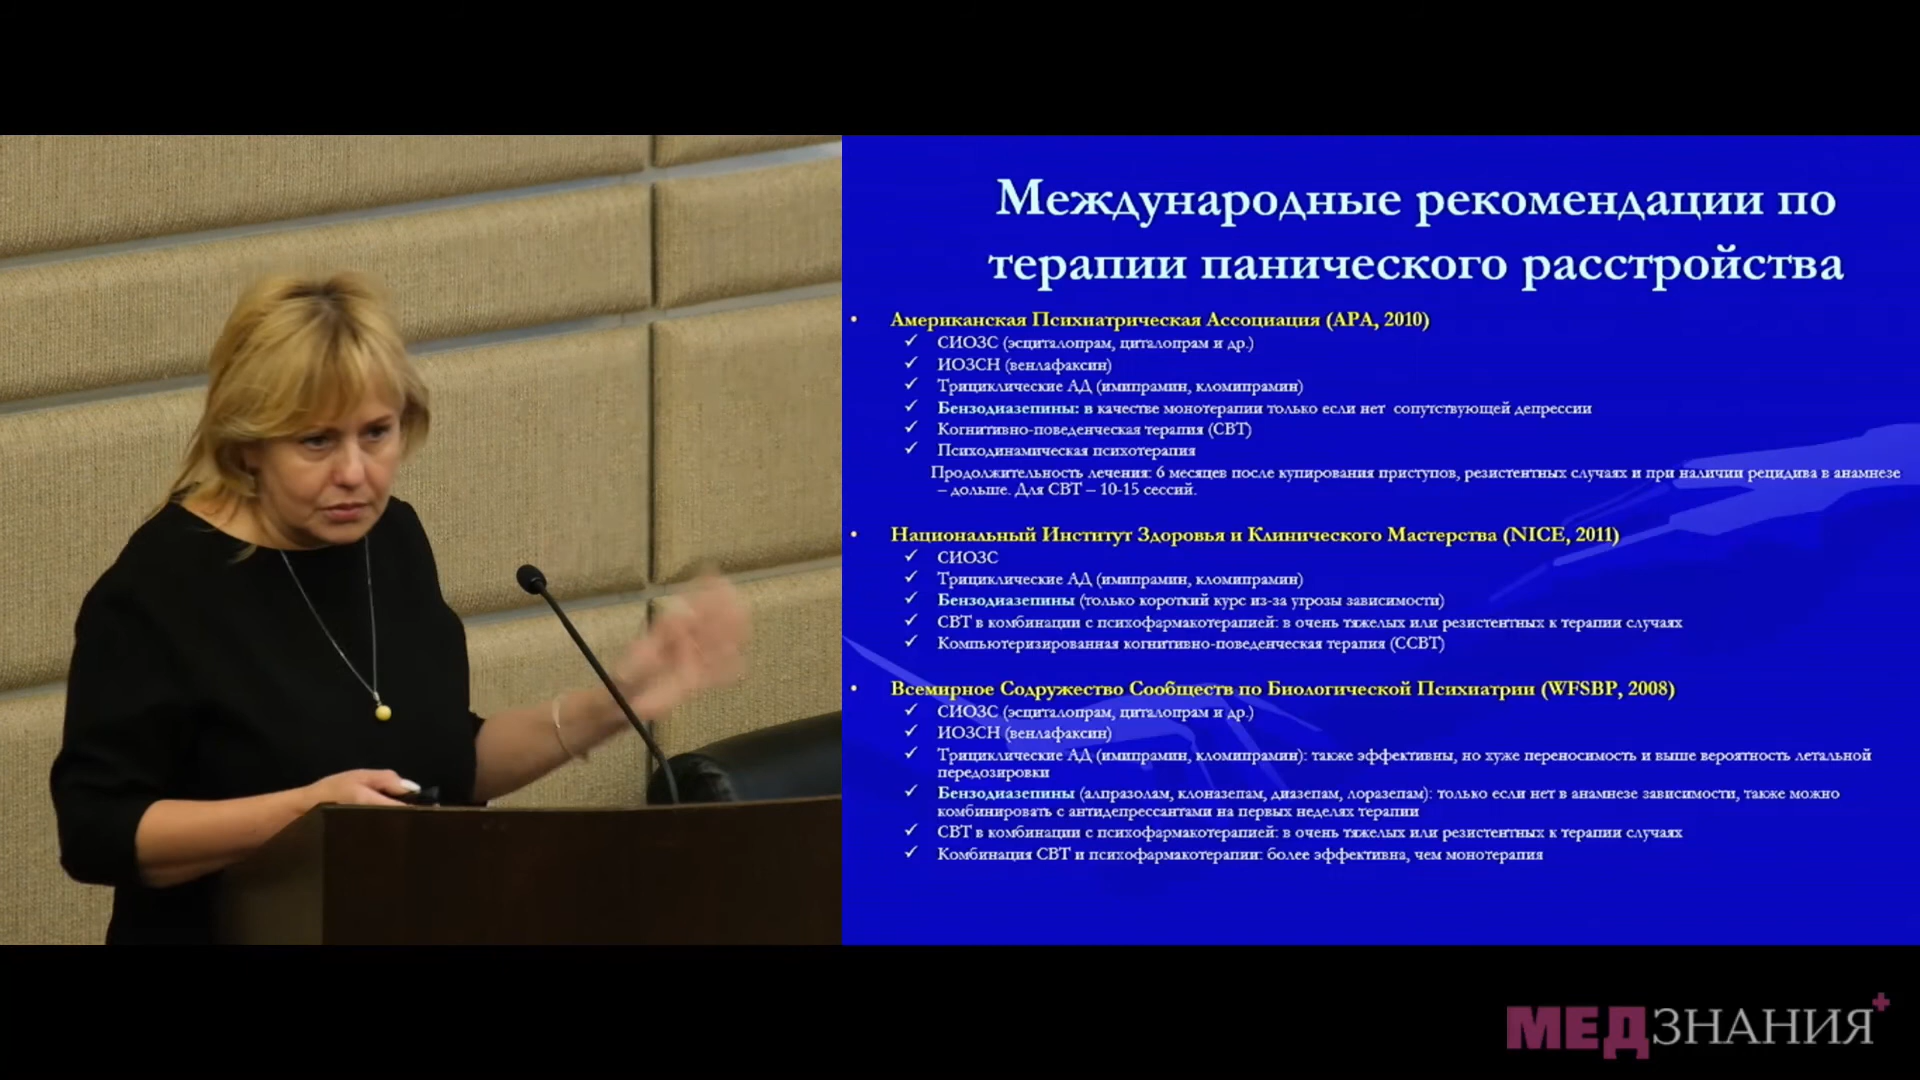 Международные рекомендации по
терапии панического расстройства
• Американская Психиатрическая Ассоциация (APA, 2010)
✓ СИОЗС (эсциталопрам, циталопрам и др.)
✓ ИОЗСН (венлафаксин)
✓ Трициклические АД (имипрамин, кломипрамин)
✓ Бензодиазепины: в качестве монотерапии только если нет сопутствующей депрессии
✓ Когнитивно-поведенческая терапия (СВТ)
✓ Психодинамическая психотерапия
Продолжительность лечения: 6 месяцев после купирования приступов, резистентных случаях и при наличии рецидива в анамнезе
– дольше. Для СВТ – 10-15 сессий.
• Национальный Институт Здоровья и Клинического Мастерства (NICE, 2011)
✓ СИОЗС
✓ Трициклические АД (имипрамин, кломипрамин)
✓ Бензодиазепины (только короткий курс из-за угрозы зависимости)
✓ СВТ в комбинации с психофармакотерапией: в очень тяжелых или резистентных к терапии случаях
✓ Компьютеризированная когнитивно-поведенческая терапия (ССВТ)
• Всемирное Содружество Сообществ по Биологической Психиатрии (WFSBP, 2008)
✓ СИОЗС (эсциталопрам, циталопрам и др.)
✓ ИОЗСН (венлафаксин)
✓ Трициклические АД (имипрамин, кломипрамин): также эффективны, но хуже переносимость и выше вероятность летальной
передозировки
✓ Бензодиазепины (алпразолам, клоназепам, диазепам, лоразепам): только если нет в анамнезе зависимости, также можно
комбинировать с антидепрессантами на первых неделях терапии
✓ СВТ в комбинации с психофармакотерапией: в очень тяжелых или резистентных к терапии случаях
✓ Комбинация СВТ и психофармакотерапии: более эффективна, чем монотерапия
МЕДЗНАНИЯ+